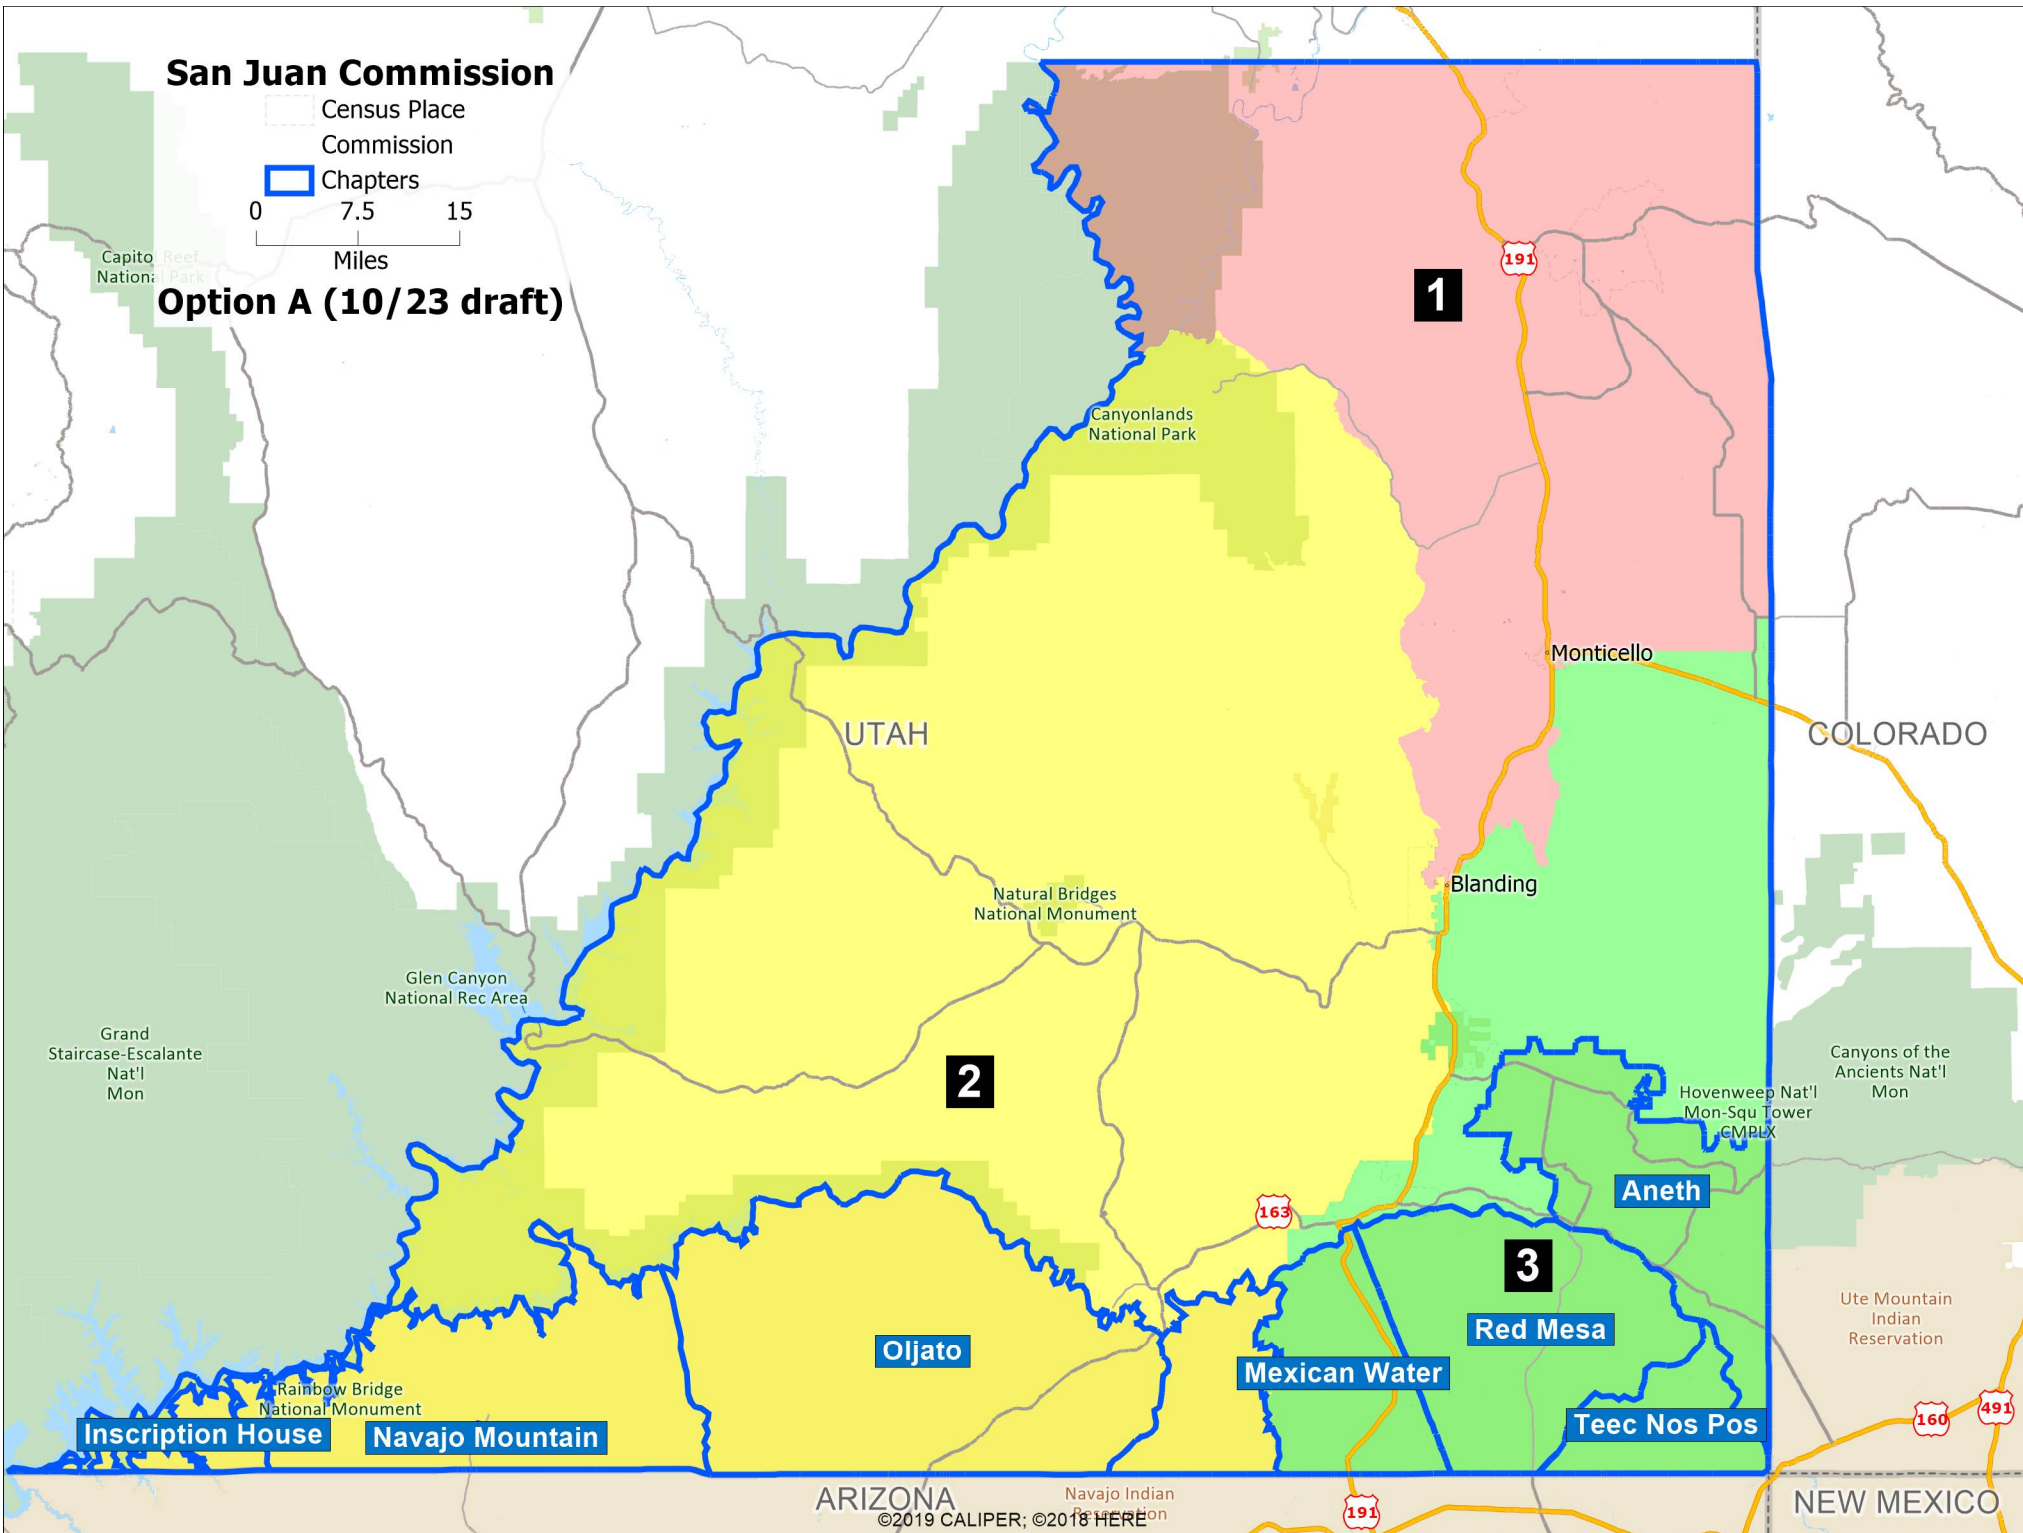 San Juan Commission
Census Place
Commission
Chapters
0 7.5 15
Miles
Option A (10/23 draft)
Capitol Reef
National Park
191
1
Canyonlands
National Park
Monticello
UTAH
COLORADO
Blanding
Natural Bridges
National Monument
Glen Canyon
National Rec Area
Grand
Staircase-Escalante
Nat'l
Mon
2
Canyons of the
Ancients Nat'l
Mon
Hovenweep Nat'l
Mon-Squ Tower
CMPLX
Aneth
163
3
Ute Mountain
Indian
Reservation
Red Mesa
Oljato
Mexican Water
Rainbow Bridge
National Monument
Inscription House
Navajo Mountain
Teec Nos Pos
160
491
ARIZONA
Navajo Indian
Reservation
191
NEW MEXICO
©2019 CALIPER; ©2018 HERE